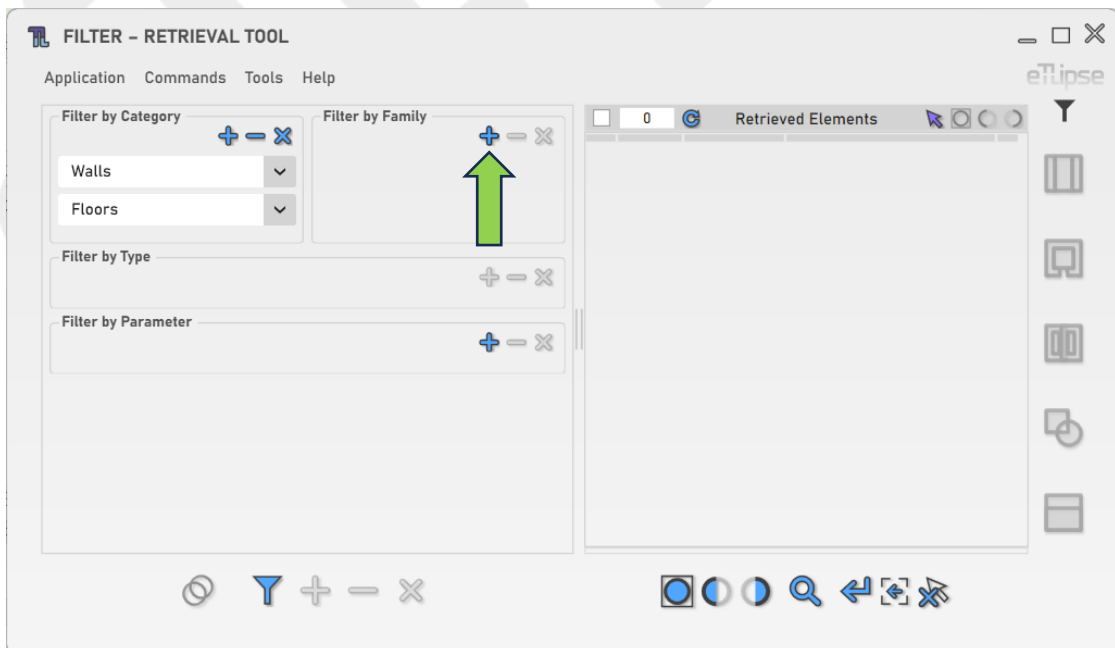 FILTER – RETRIEVAL TOOL
Application Commands Tools Help
eTLipse
Filter by Category
Filter by Family
Walls
Floors
Filter by Type
Filter by Parameter
0
Retrieved Elements